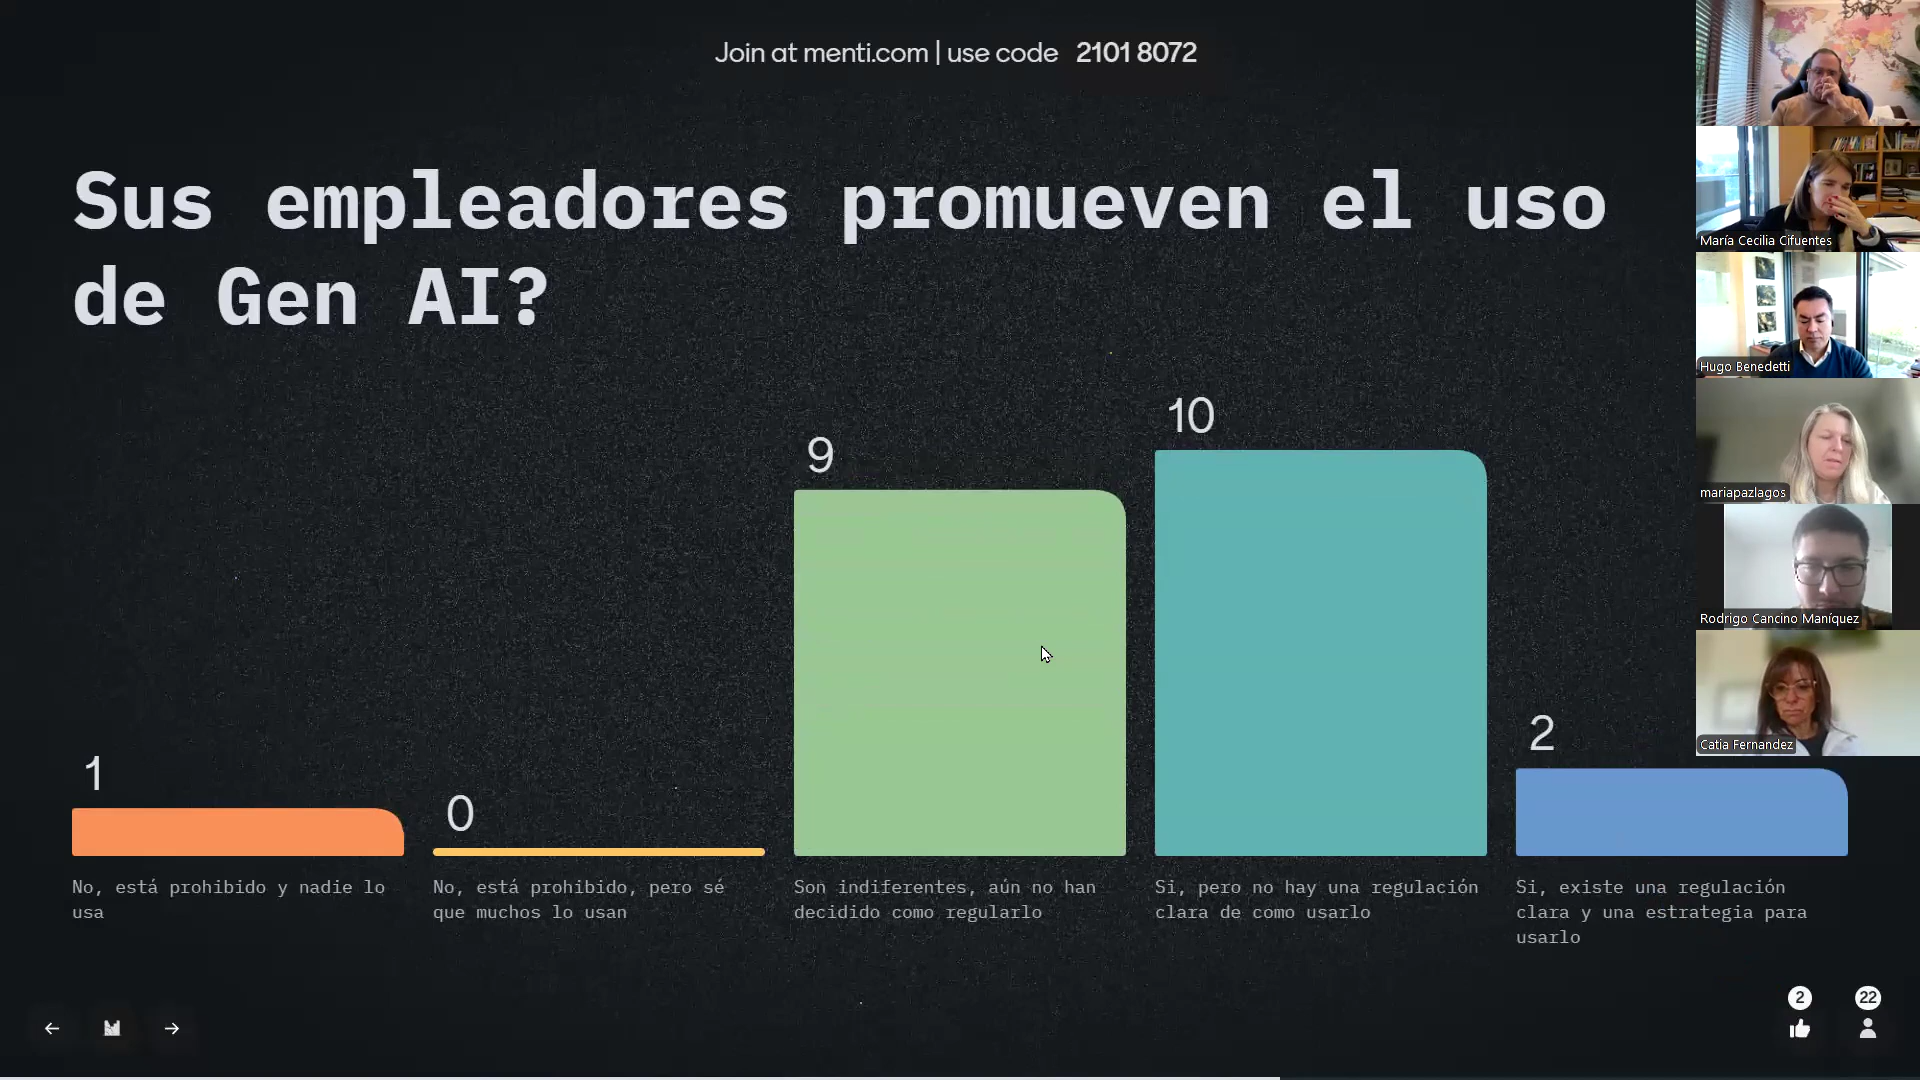 Join at menti.com | use code 2101 8072
Sus empleadores promueven el uso
de Gen AI?
1
0
9
10
2
No, está prohibido y nadie lo
usa
No, está prohibido, pero sé
que muchos lo usan
Son indiferentes, aún no han
decidido como regularlo
Si, pero no hay una regulación
clara de como usarlo
Si, existe una regulación
clara y una estrategia para
usarlo
2
22
María Cecilia Cifuentes
Hugo Benedetti
mariapazlagos
Rodrigo Cancino Maníquez
Catia Fernandez